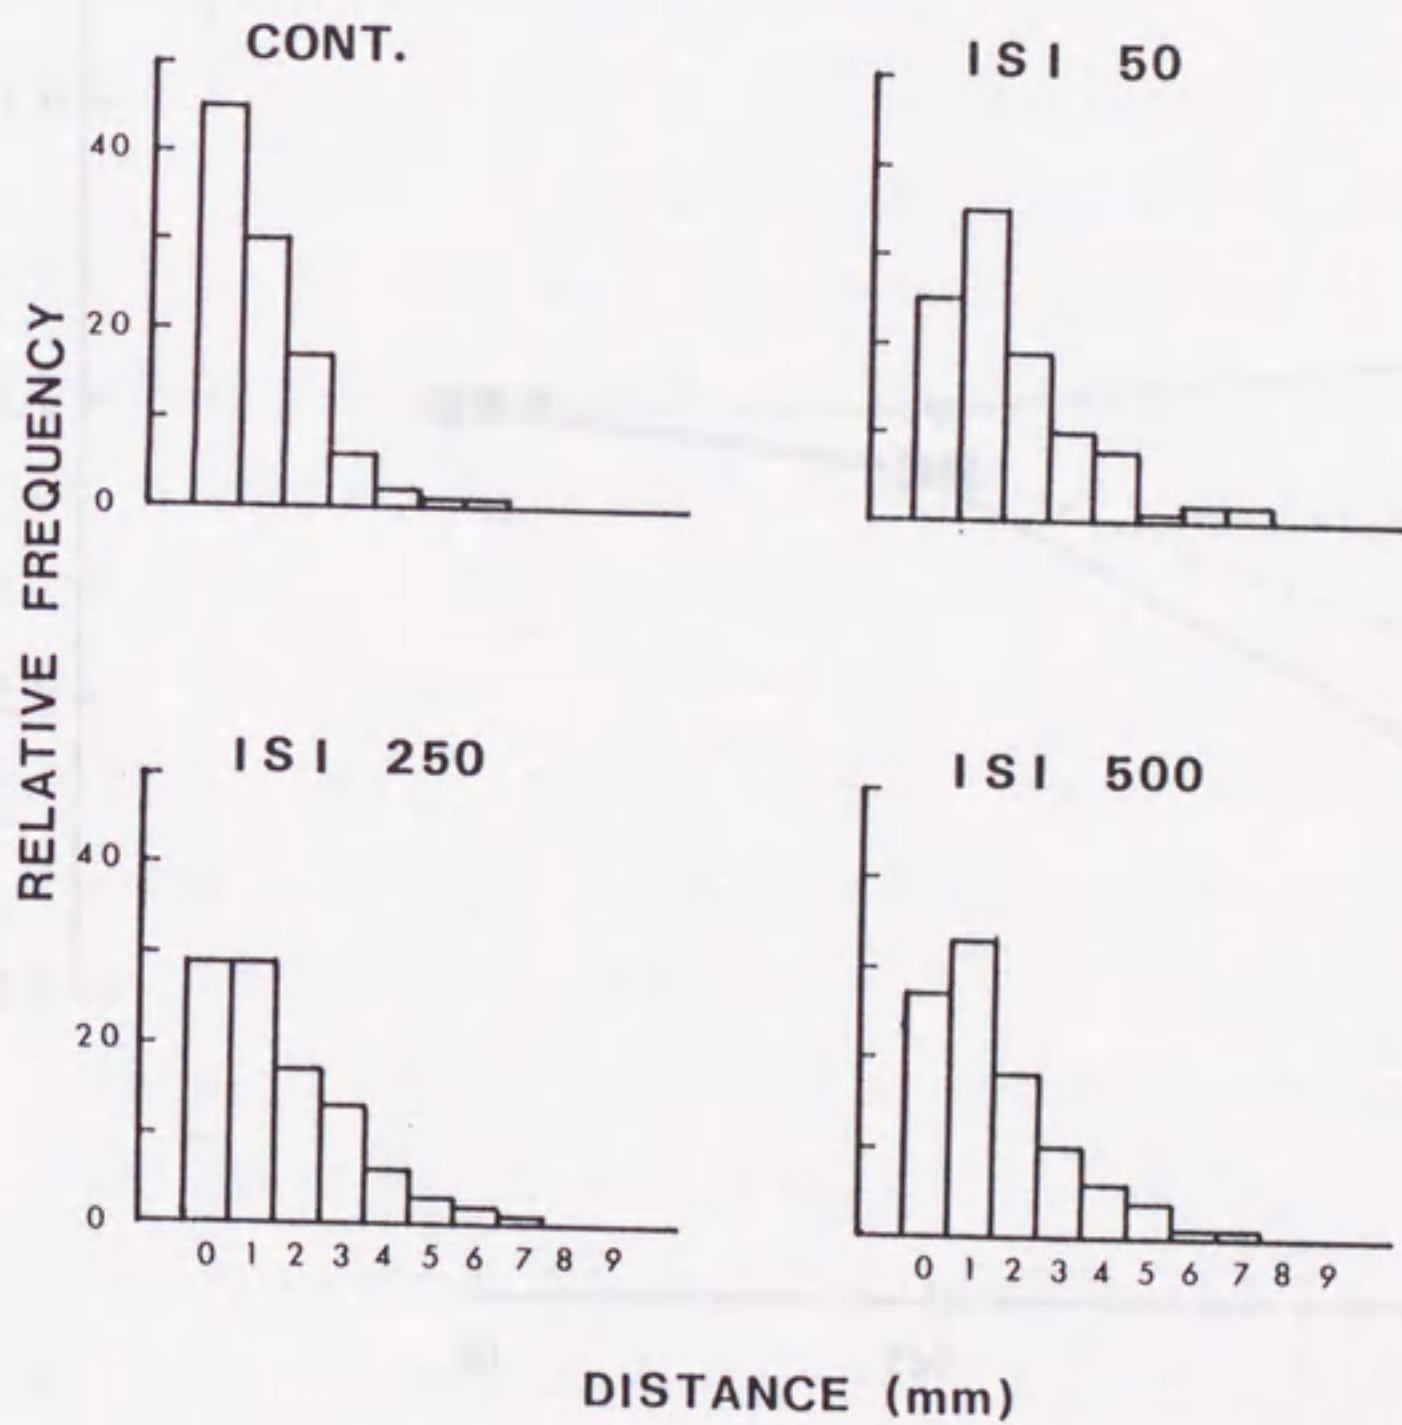 CONT.
ISI 50
40
20
0
RELATIVE FREQUENCY
ISI 250
ISI 500
40
20
0
0 1 2 3 4 5 6 7 8 9
0 1 2 3 4 5 6 7 8 9
DISTANCE (mm)